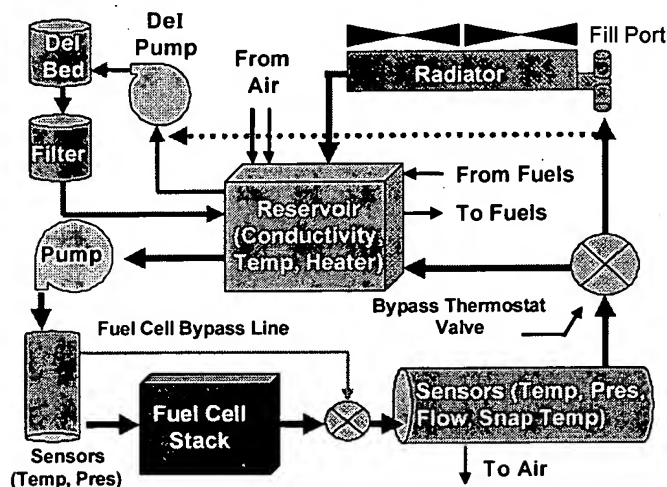 DeI
Pump
DeI
Bed
Filter
From
Air
Radiator
Fill Port
From Fuels
To Fuels
Reservoir
(Conductivity,
Temp, Heater)
Pump
Bypass Thermostat
Valve
Fuel Cell Bypass Line
Sensors (Temp, Pres,
Flow, Snap Temp)
Fuel Cell
Stack
Sensors
(Temp, Pres)
To Air